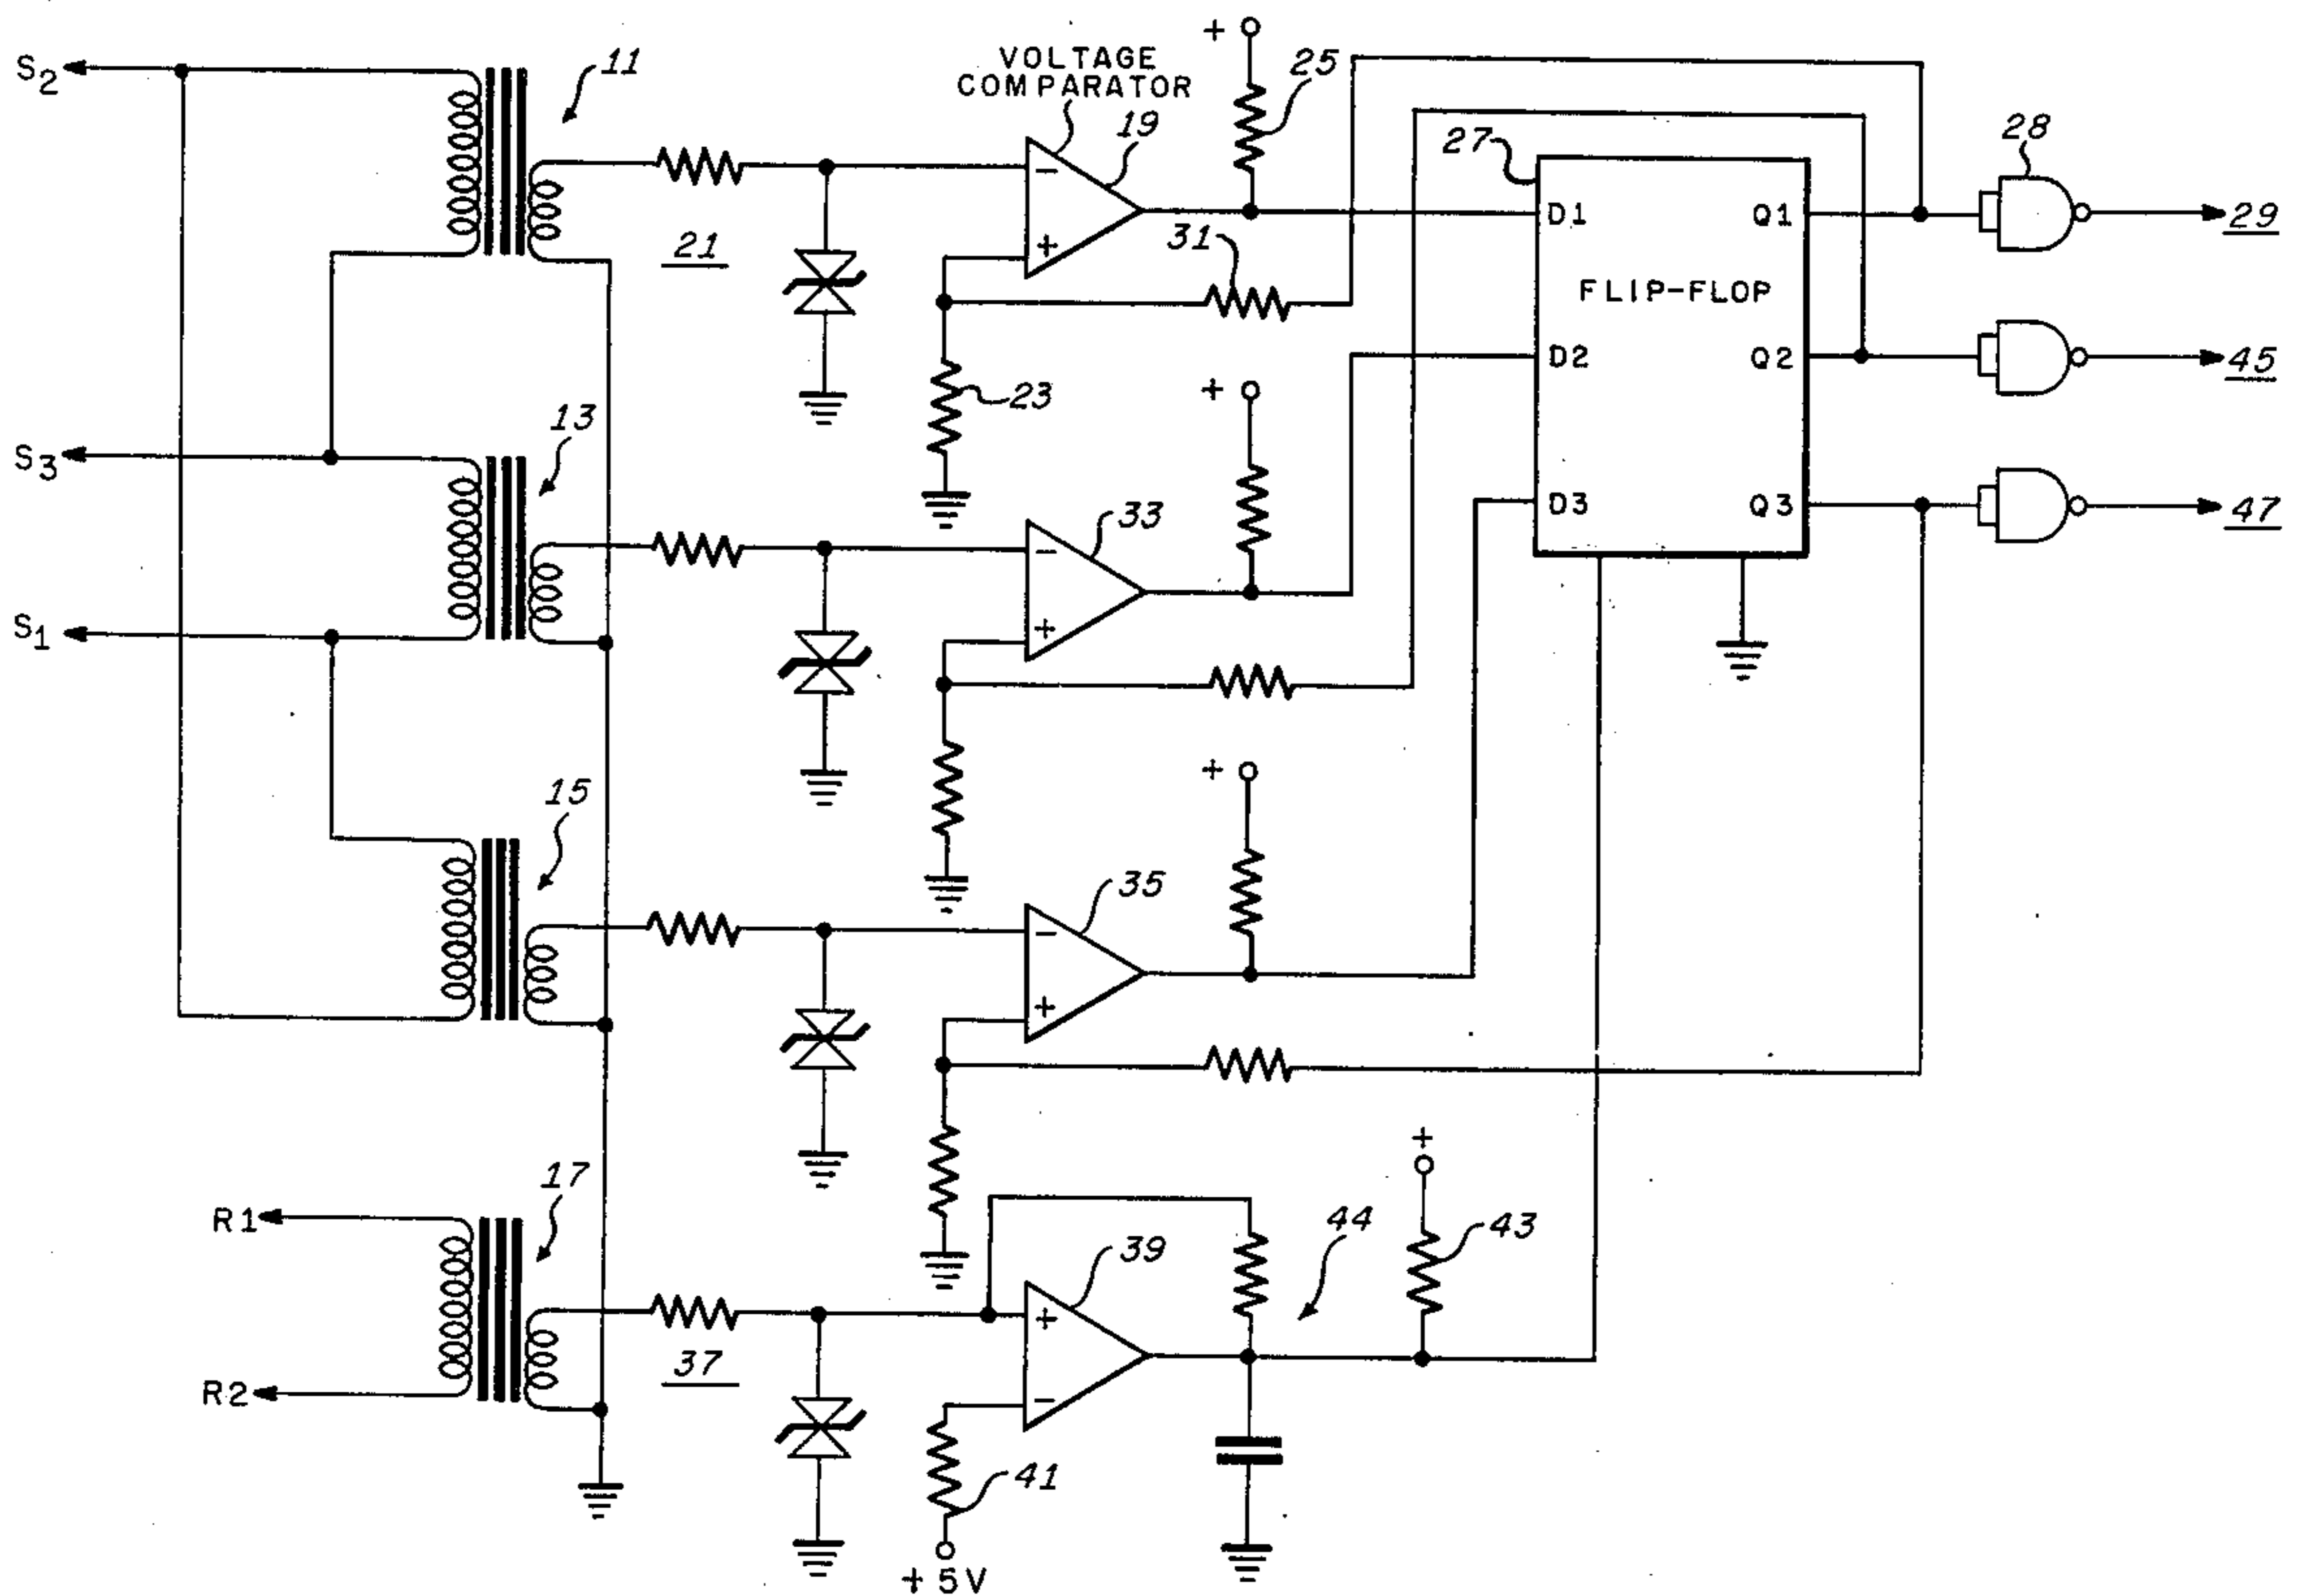 S2
11
VOLTAGE
COMPARATOR
19
+
25
27
28
21
−
+
31
D1
Q1
29
FLIP-FLOP
23
D2
Q2
45
S3
13
+
D3
Q3
47
33
−
+
S1
15
+
35
−
+
R1
17
R2
37
39
+
−
44
+
43
41
+5V